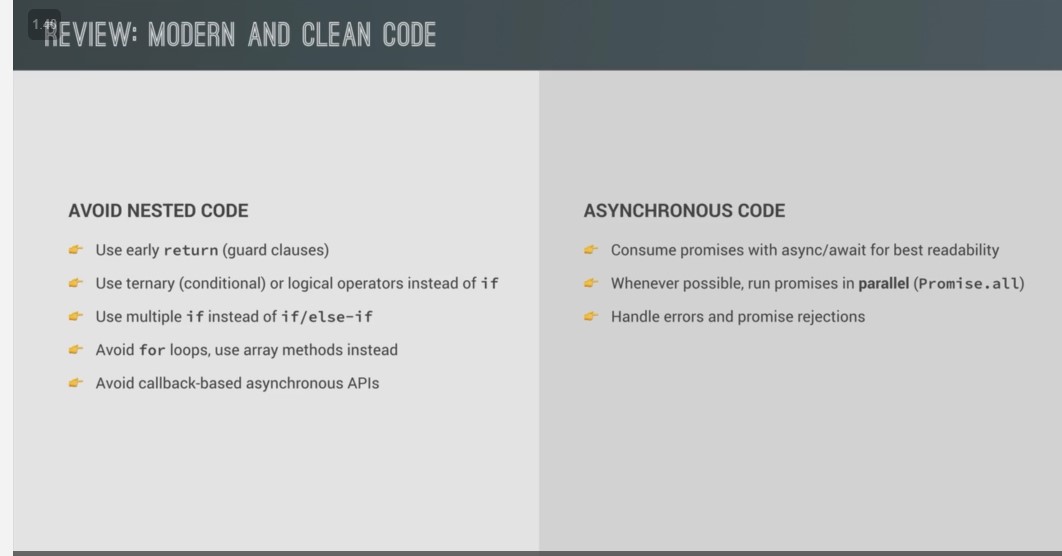 1.40
REVIEW: MODERN AND CLEAN CODE
AVOID NESTED CODE
Use early return (guard clauses)
Use ternary (conditional) or logical operators instead of if
Use multiple if instead of if/else-if
Avoid for loops, use array methods instead
Avoid callback-based asynchronous APIs
ASYNCHRONOUS CODE
Consume promises with async/await for best readability
Whenever possible, run promises in parallel (Promise.all)
Handle errors and promise rejections